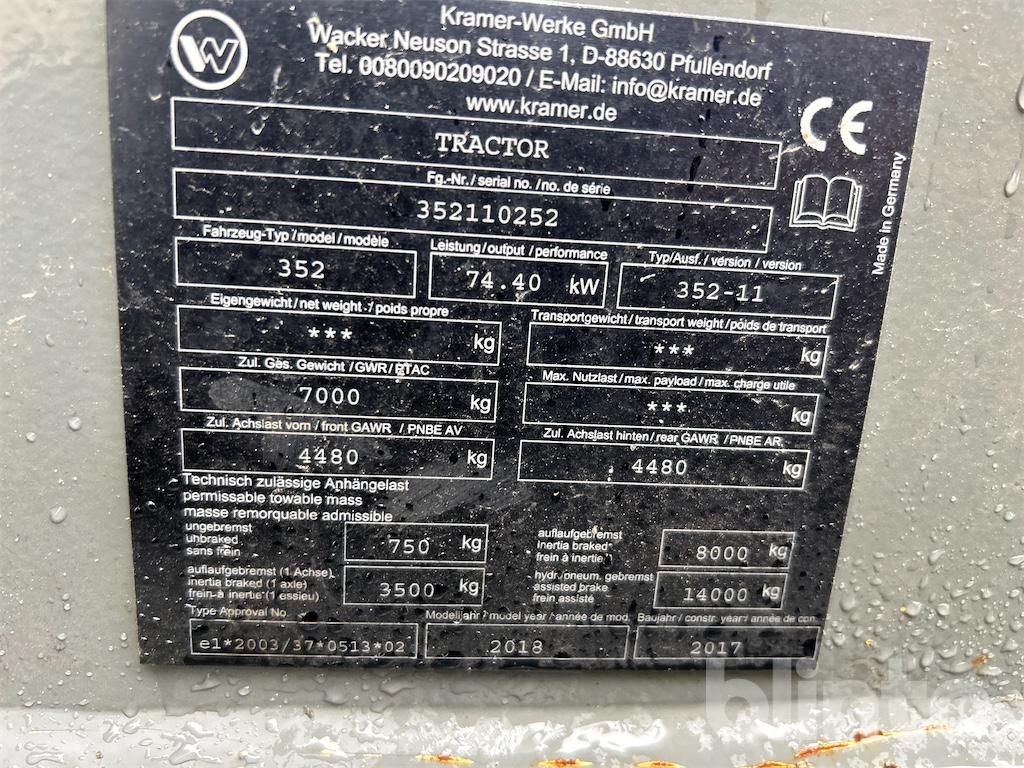 Kramer-Werke GmbH
Wacker Neuson Strasse 1, D-88630 Pfullendorf
Tel. 0080090209020 / E-Mail: info@kramer.de
www.kramer.de
CE
TRACTOR
Fg.-Nr./ serial no. /no. de série
352110252
Made in Germany
Fahrzeug-Typ / model / modèle
352
Leistung / output / performance
74.40 kW
Typ/Ausf. / version / version
352-11
Eigengewicht / net weight / poids propre
*** kg
Transportgewicht / transport weight / poids de transport
*** kg
Zul. Ges. Gewicht / GWR / ETAC
7000 kg
Max. Nutzlast / max. payload / max. charge utile
*** kg
Zul. Achslast vorn / front GAWR / PNBE AV
4480 kg
Zul. Achslast hinten / rear GAWR / PNBE AR
4480 kg
Technisch zulässige Anhängelast
permissable towable mass
masse remorquable admissible
ungebremst
unbraked
sans frein
750 kg
auflaufgebremst
inertia braked
frein à inertie
8000 kg
auflaufgebremst (1 Achse)
inertia braked (1 axle)
frein-à inertie (1 essieu)
3500 kg
hydr./pneum. gebremst
assisted brake
frein assisté
14000 kg
Type Approval No.
e1*2003/37*0513*02
Modelljahr / model year / année de mod.
2018
Baujahr / constr. year / année de con.
2017
blinto